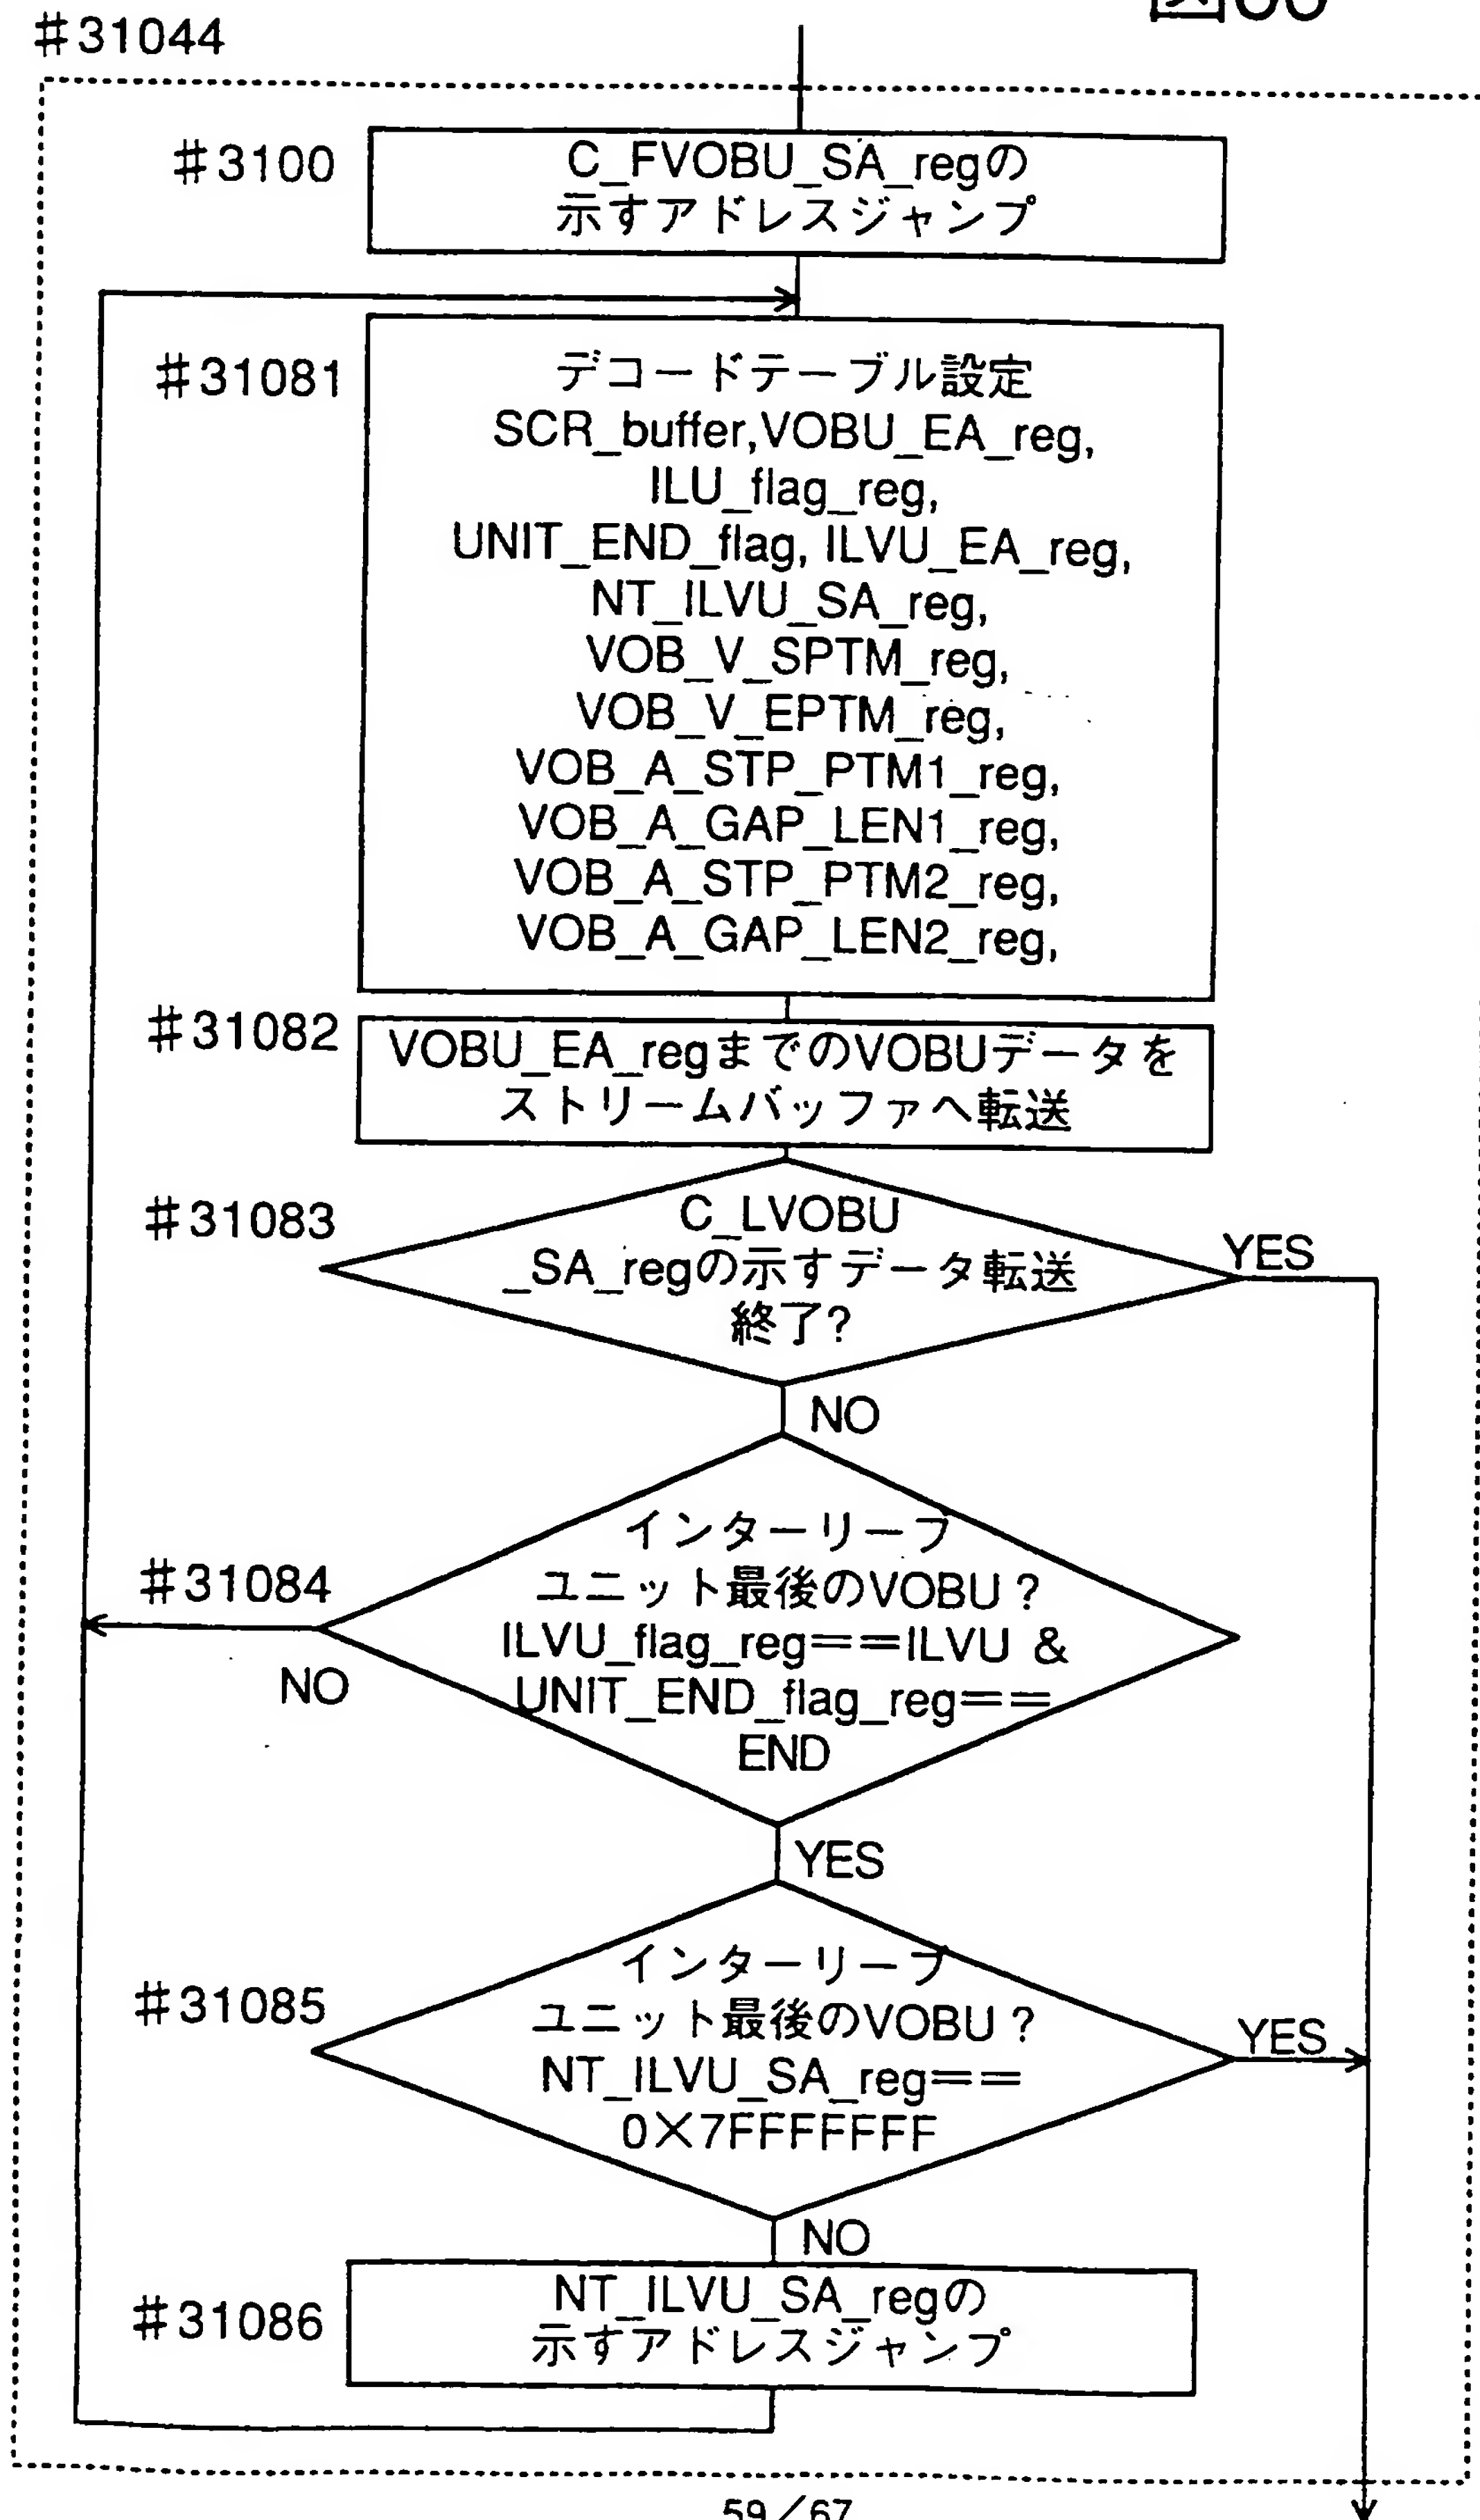 #31044
#3100
C_FVOBU_SA_regの
示すアドレスジャンプ
#31081
デコードテーブル設定
SCR_buffer,VOBU_EA_reg,
ILU_flag_reg,
UNIT_END_flag, ILVU_EA_reg,
NT_ILVU_SA_reg,
VOB_V_SPTM_reg,
VOB_V_EPTM_reg,
VOB_A_STP_PTM1_reg,
VOB_A_GAP_LEN1_reg,
VOB_A_STP_PTM2_reg,
VOB_A_GAP_LEN2_reg,
#31082
VOBU_EA_regまでのVOBUデータを
ストリームバッファへ転送
#31083
C_LVOBU
_SA_regの示すデータ転送
終了?
YES
NO
#31084
インターリーフ
ユニット最後のVOBU?
ILVU_flag_reg==ILVU &
UNIT_END_flag_reg==
END
NO
YES
#31085
インターリーフ
ユニット最後のVOBU?
NT_ILVU_SA_reg==
0X7FFFFFFF
YES
NO
#31086
NT_ILVU_SA_regの
示すアドレスジャンプ
59/67